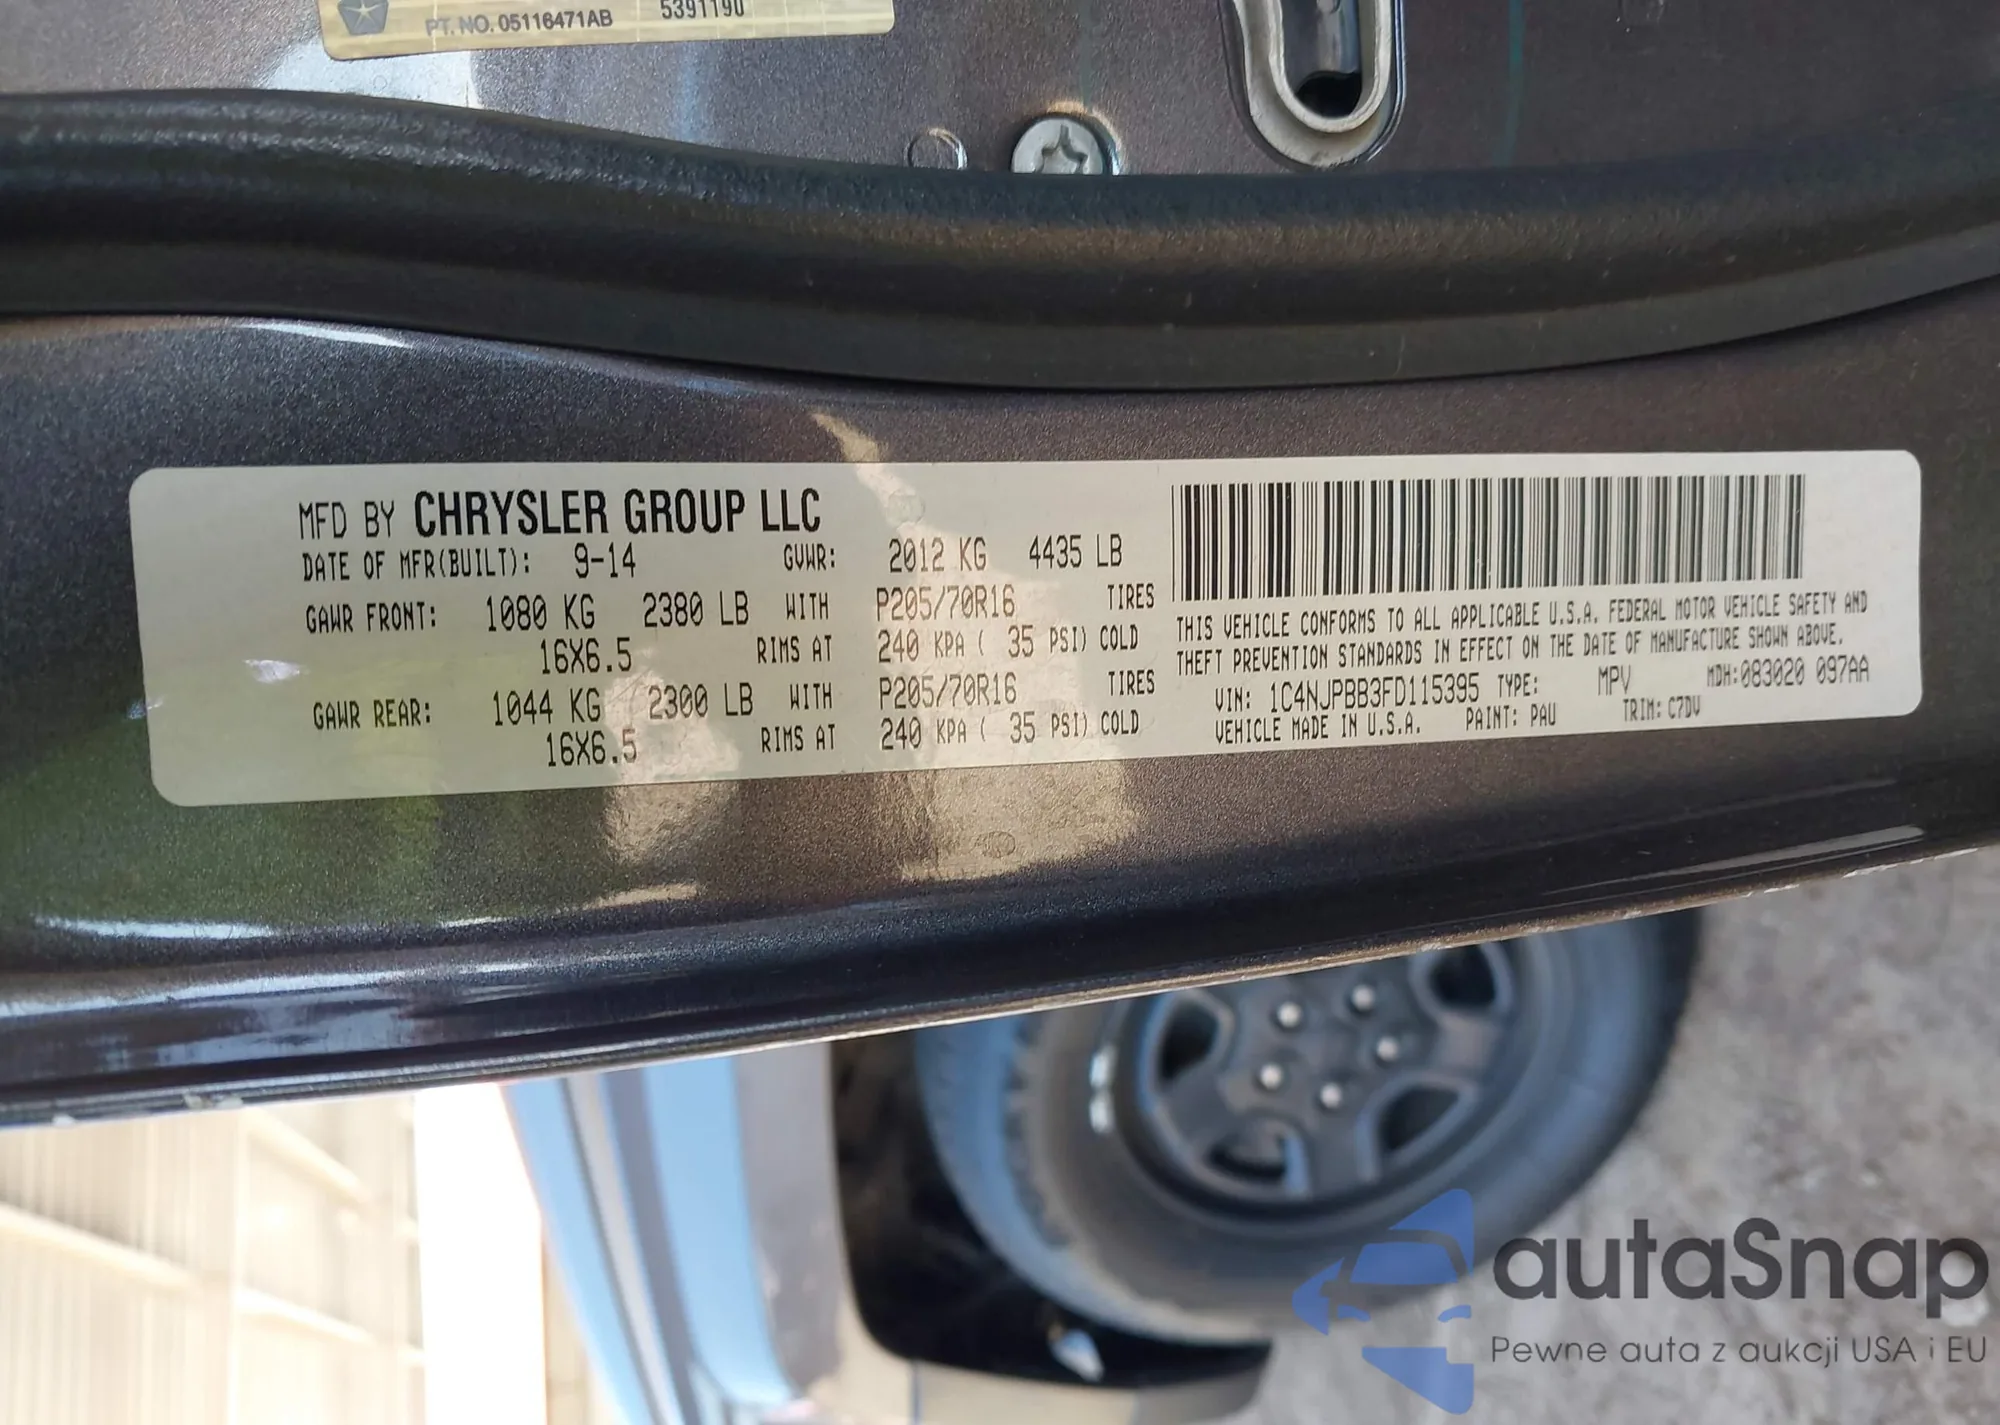 PT. NO. 05116471AB 5391190
MFD BY CHRYSLER GROUP LLC
DATE OF MFR(BUILT): 9-14 GVWR: 2012 KG 4435 LB
GAWR FRONT: 1080 KG 2380 LB WITH P205/70R16 TIRES
16X6.5 RIMS AT 240 KPA ( 35 PSI) COLD
GAWR REAR: 1044 KG 2300 LB WITH P205/70R16 TIRES
16X6.5 RIMS AT 240 KPA ( 35 PSI) COLD
THIS VEHICLE CONFORMS TO ALL APPLICABLE U.S.A. FEDERAL MOTOR VEHICLE SAFETY AND
THEFT PREVENTION STANDARDS IN EFFECT ON THE DATE OF MANUFACTURE SHOWN ABOVE.
VIN: 1C4NJPBB3FD115395 TYPE: MPV MDH:083020 097AA
VEHICLE MADE IN U.S.A. PAINT: PAU TRIM: C7DV
autaSnap
Pewne auta z aukcji USA i EU